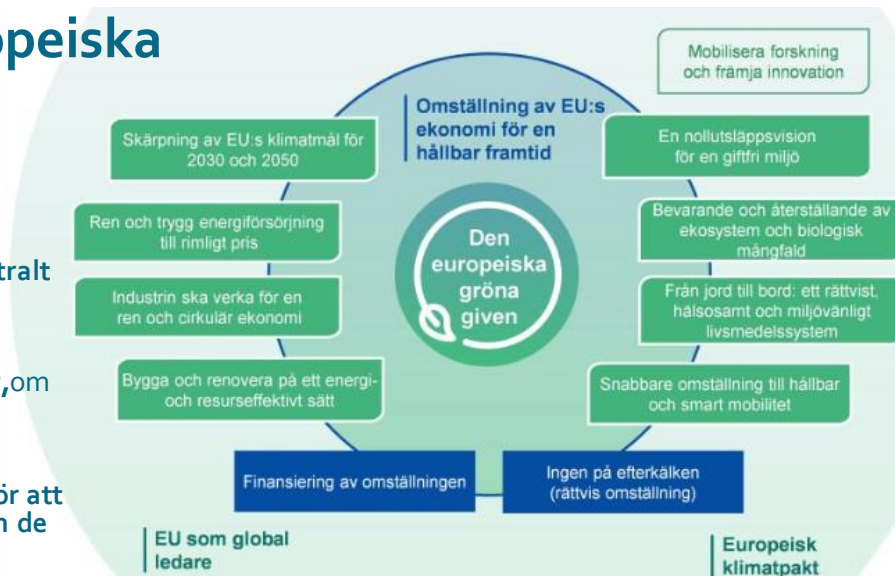 opeiska
tralt
,om
ör att
n de
Mobilisera forskning
och främja innovation
Omställning av EU:s
ekonomi för en
hållbar framtid
Skärpning av EU:s klimatmål för
2030 och 2050
En nollutsläppsvision
för en giftfri miljö
Ren och trygg energiförsörjning
till rimligt pris
Bevarande och återställande av
ekosystem och biologisk
mångfald
Den
europeiska
gröna
given
Industrin ska verka för en
ren och cirkulär ekonomi
Från jord till bord: ett rättvist,
hälsosamt och miljövänligt
livsmedelssystem
Bygga och renovera på ett energi-
och resurseffektivt sätt
Snabbare omställning till hållbar
och smart mobilitet
Finansiering av omställningen
Ingen på efterkälken
(rättvis omställning)
EU som global
ledare
Europeisk
klimatpakt